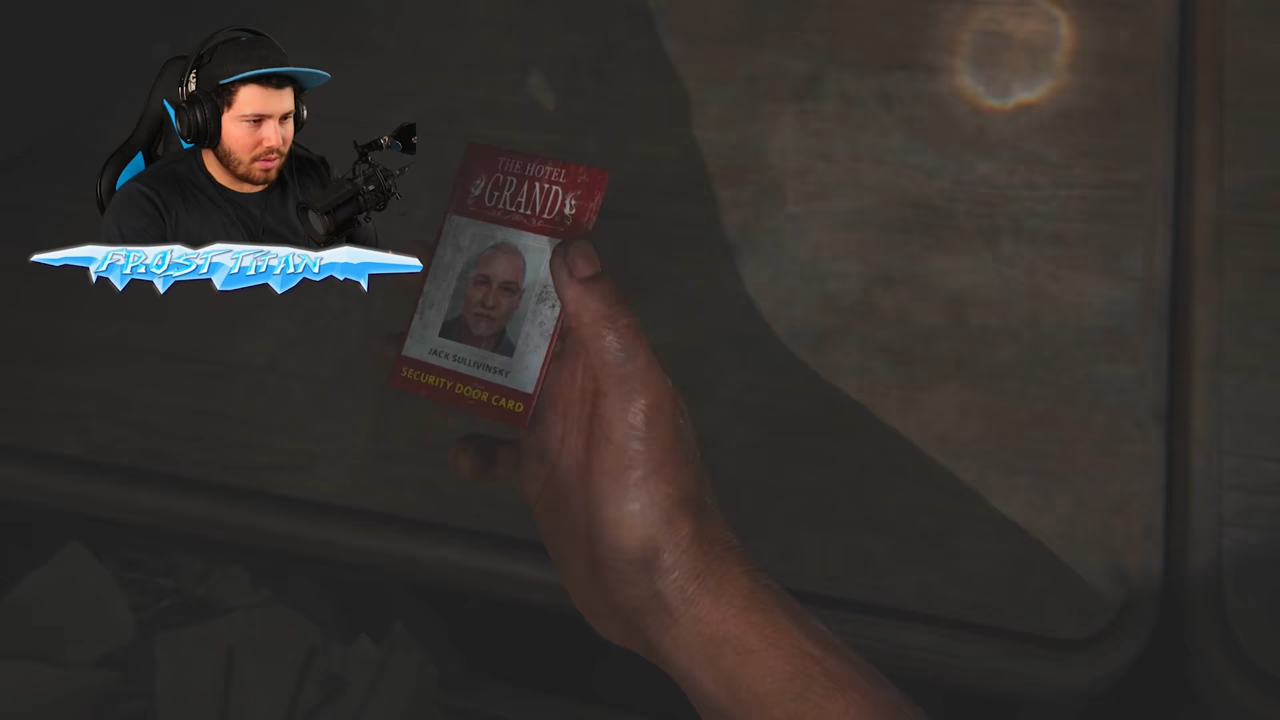 FROST TITAN
THE HOTEL
GRAND
JACK SULLIVINSKY
SECURITY DOOR CARD